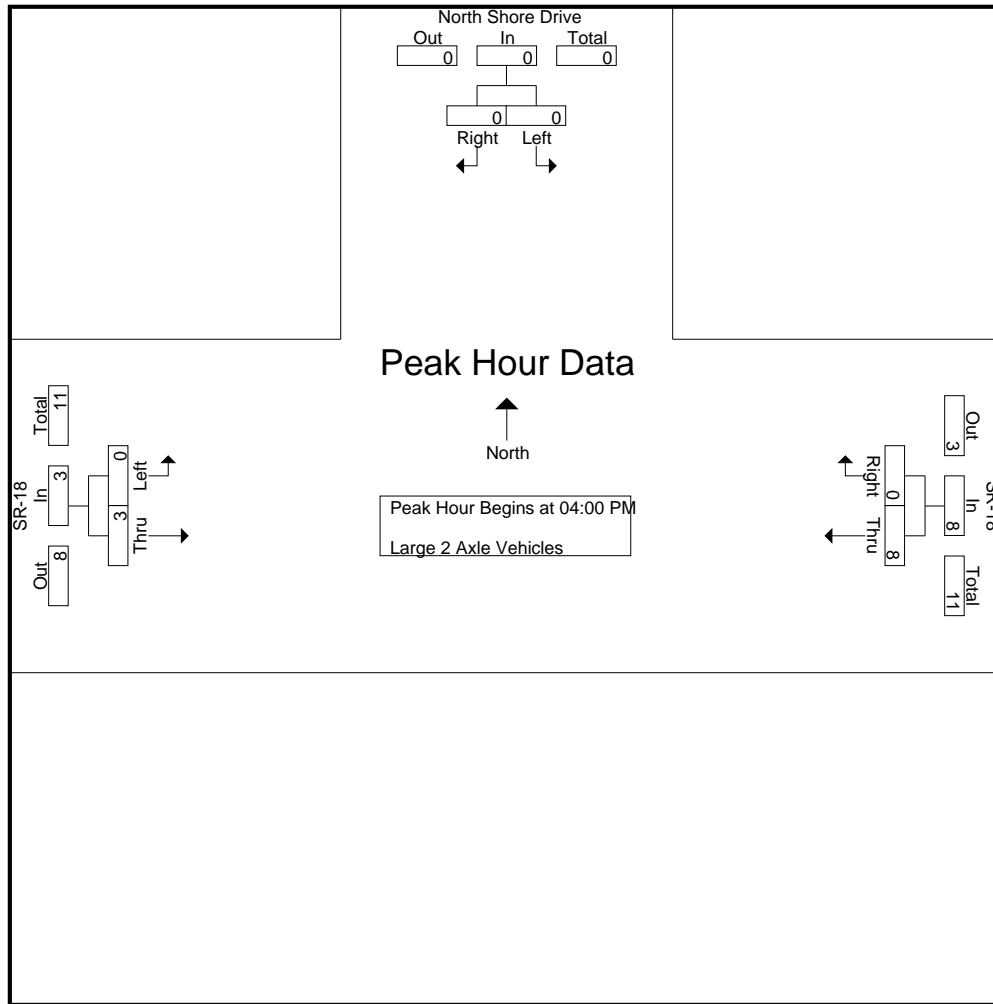 North Shore Drive
Out In Total
0 0 0
0 0
Right Left
Peak Hour Data
North
Peak Hour Begins at 04:00 PM
Large 2 Axle Vehicles
SR-18
Total In Out
11 3 8
0 3
Left Thru
SR-18
Out In Total
3 8 11
0 8
Right Thru